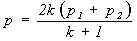 p = 2k ( p₁ + p₂ ) / k + 1